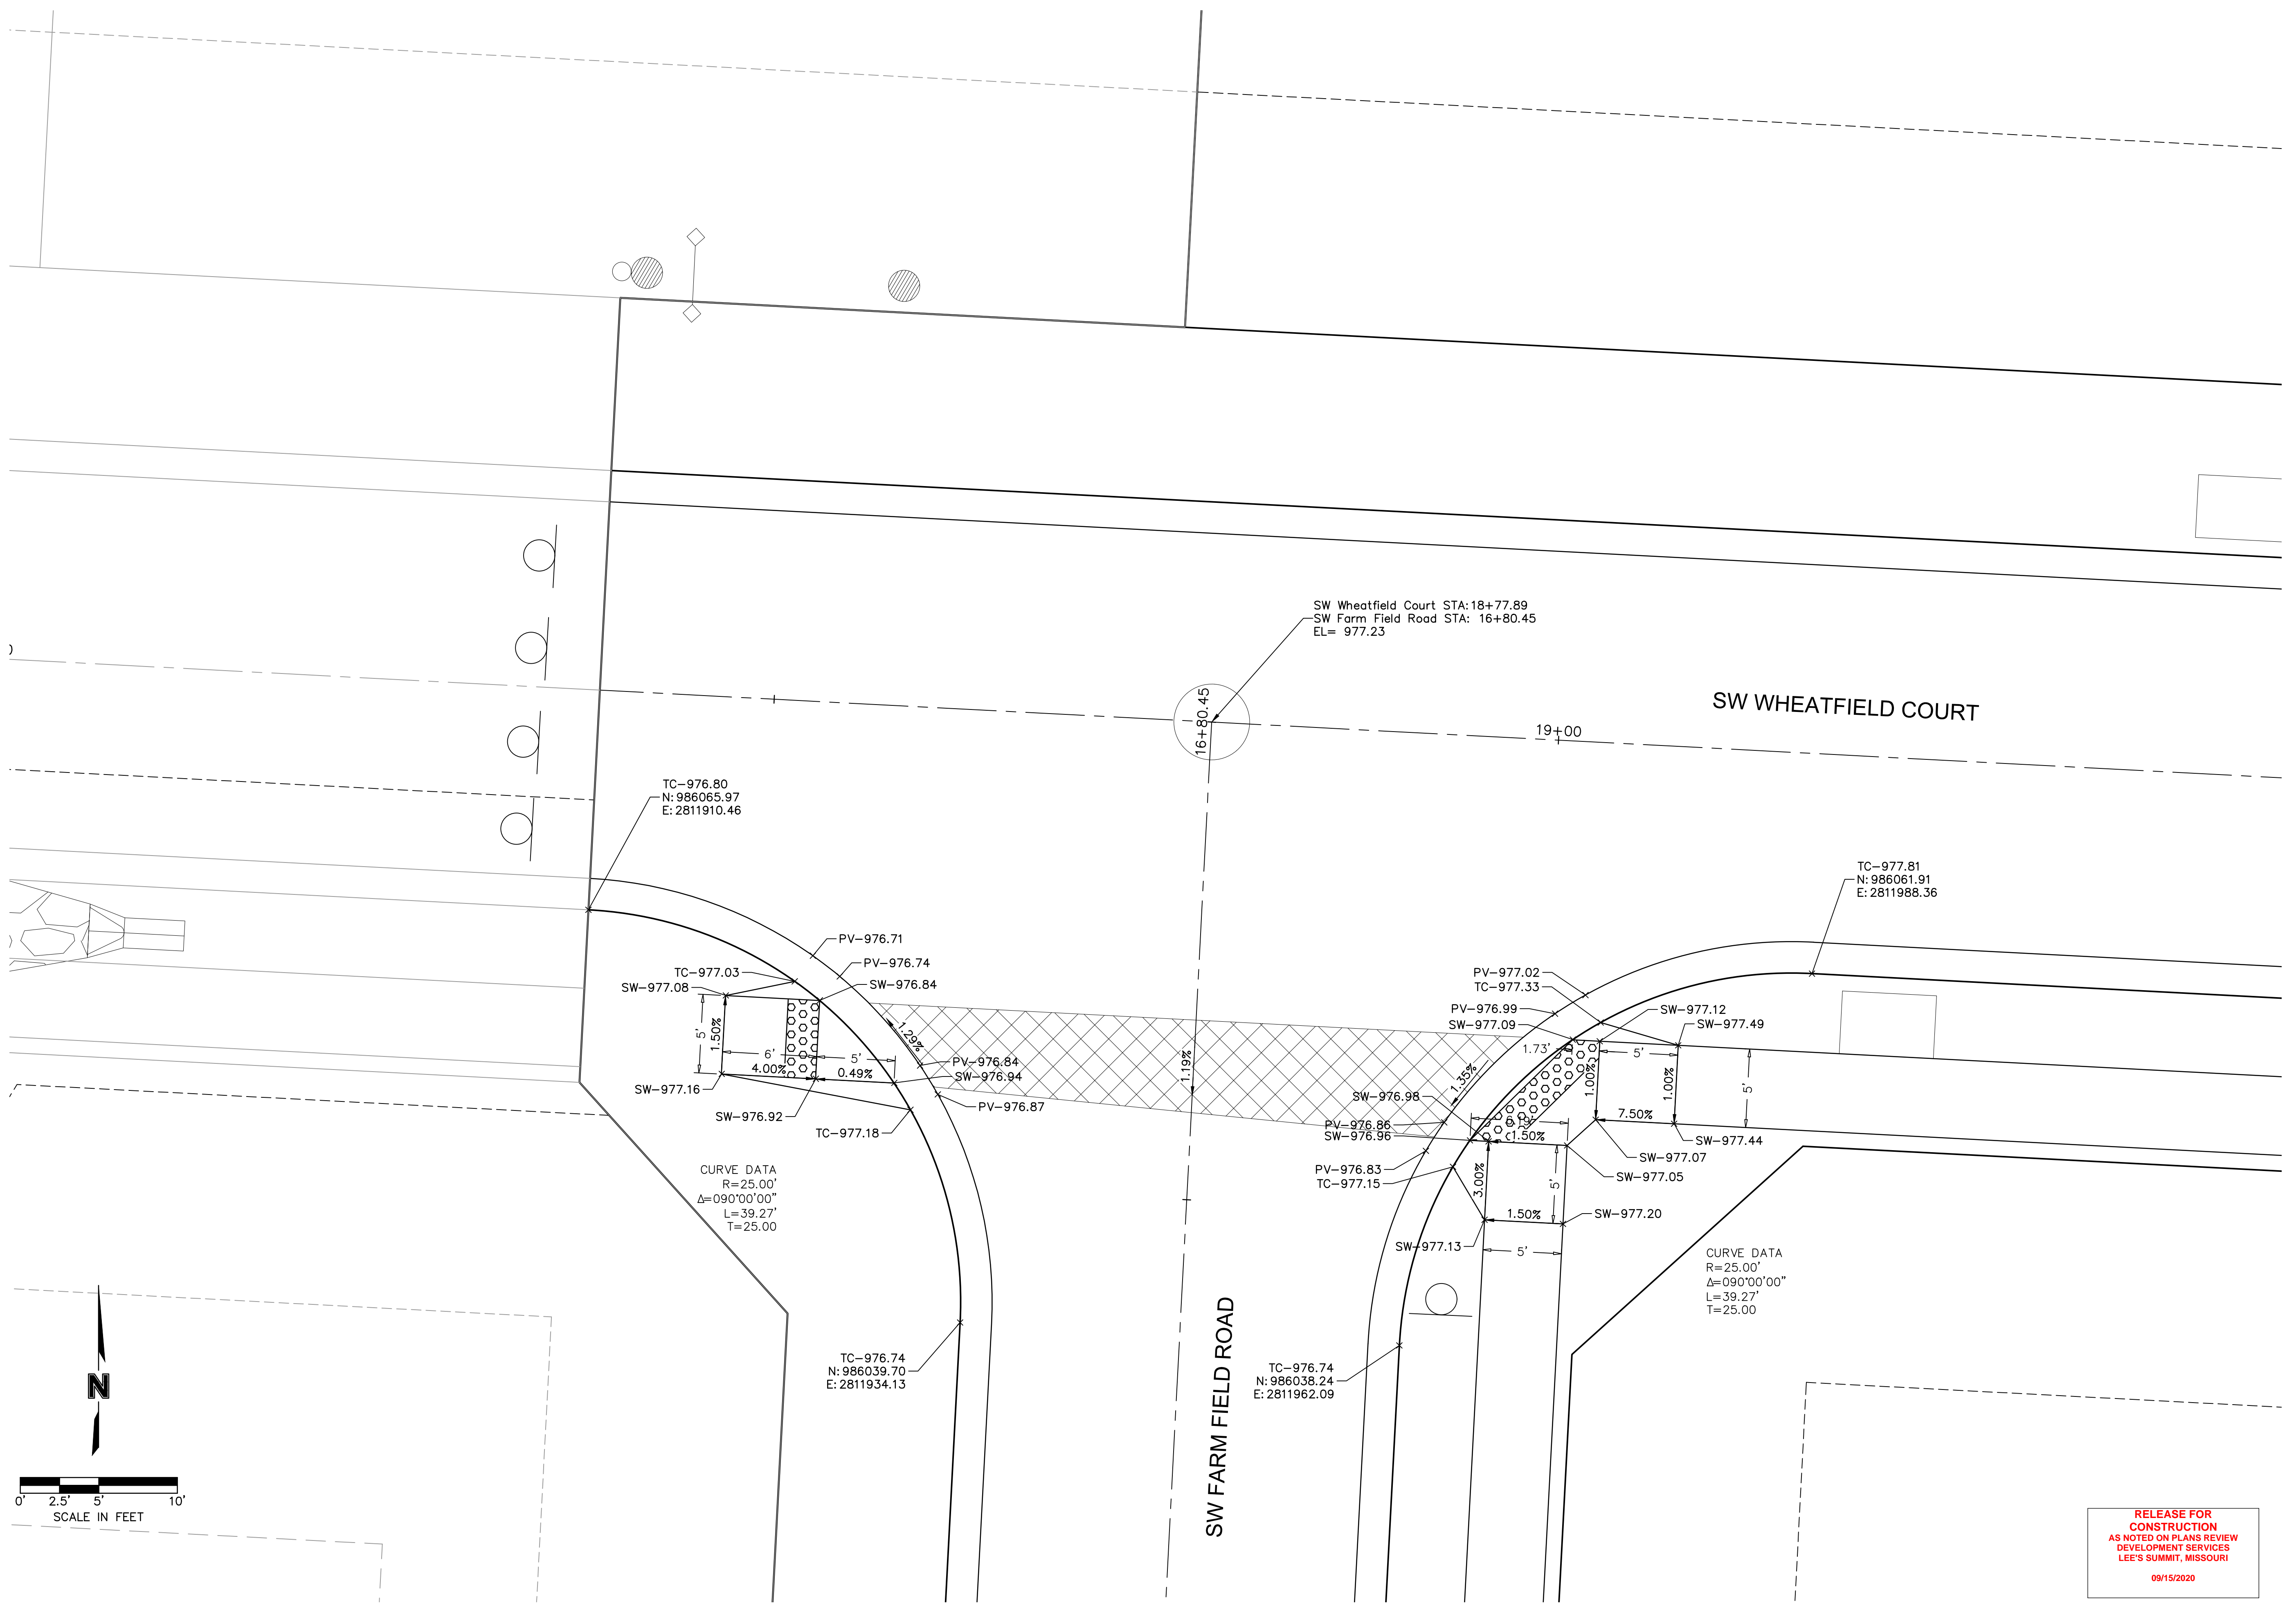 SW Wheatfield Court STA:18+77.89
SW Farm Field Road STA: 16+80.45
EL= 977.23
16+80.45
19+00
SW WHEATFIELD COURT
TC-976.80
N: 986065.97
E: 2811910.46
TC-977.81
N: 986061.91
E: 2811988.36
PV-976.71
PV-976.74
SW-976.84
TC-977.03
SW-977.08
5'
1.50%
6'
4.00%
5'
0.49%
1.29%
PV-976.84
SW-976.94
PV-976.87
SW-977.16
SW-976.92
TC-977.18
1.19%
PV-977.02
TC-977.33
PV-976.99
SW-977.09
SW-977.12
SW-977.49
1.73'
5'
1.35%
1.00%
1.00%
5'
SW-976.98
PV-976.86
SW-976.96
1.50%
7.50%
SW-977.44
SW-977.07
SW-977.05
PV-976.83
TC-977.15
3.00%
5'
1.50%
SW-977.20
SW-977.13
5'
CURVE DATA
R=25.00'
Δ=090°00'00"
L=39.27'
T=25.00
CURVE DATA
R=25.00'
Δ=090°00'00"
L=39.27'
T=25.00
TC-976.74
N: 986039.70
E: 2811934.13
TC-976.74
N: 986038.24
E: 2811962.09
SW FARM FIELD ROAD
N
0' 2.5' 5' 10'
SCALE IN FEET
RELEASE FOR
CONSTRUCTION
AS NOTED ON PLANS REVIEW
DEVELOPMENT SERVICES
LEE'S SUMMIT, MISSOURI
09/15/2020